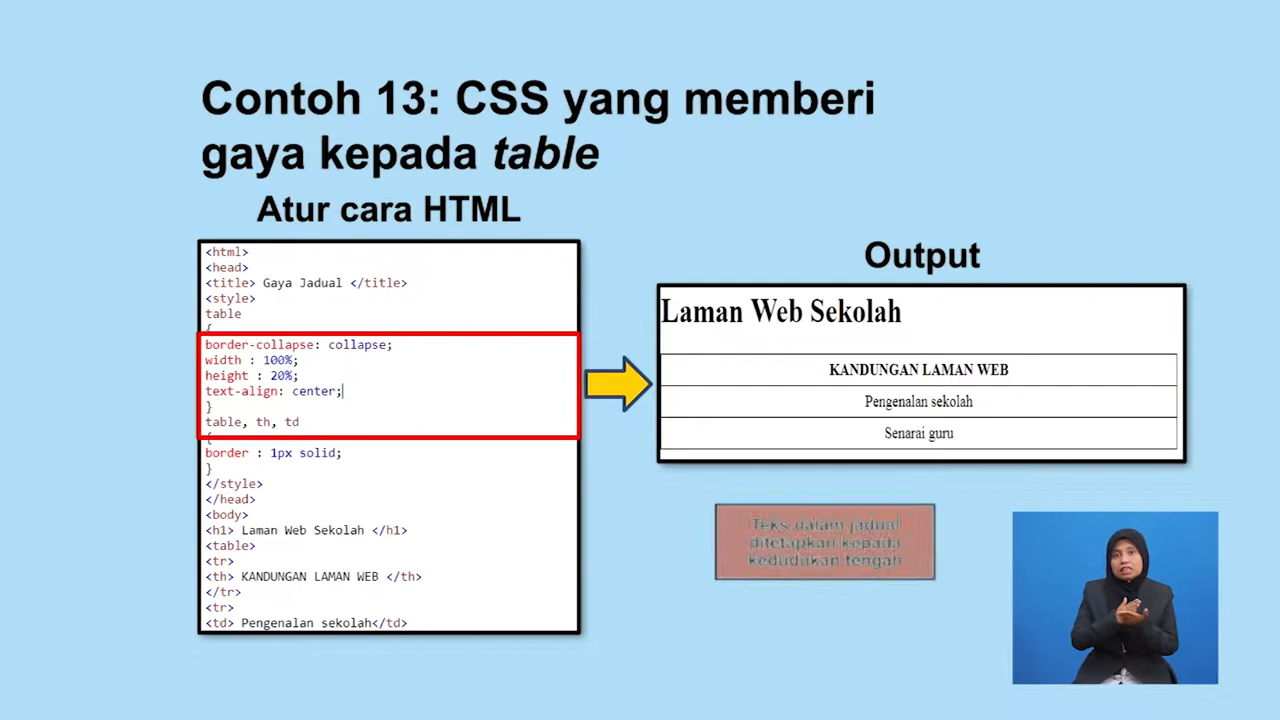 Contoh 13: CSS yang memberi
gaya kepada table
Atur cara HTML
<html>
<head>
<title> Gaya Jadual </title>
<style>
table
{
border-collapse: collapse;
width : 100%;
height : 20%;
text-align: center;
}
table, th, td
{
border : 1px solid;
}
</style>
</head>
<body>
<h1> Laman Web Sekolah </h1>
<table>
<tr>
<th> KANDUNGAN LAMAN WEB </th>
</tr>
<tr>
<td> Pengenalan sekolah</td>
Output
Laman Web Sekolah
KANDUNGAN LAMAN WEB
Pengenalan sekolah
Senarai guru
Teks dalam jadual
ditetapkan kepada
kedudukan tengah